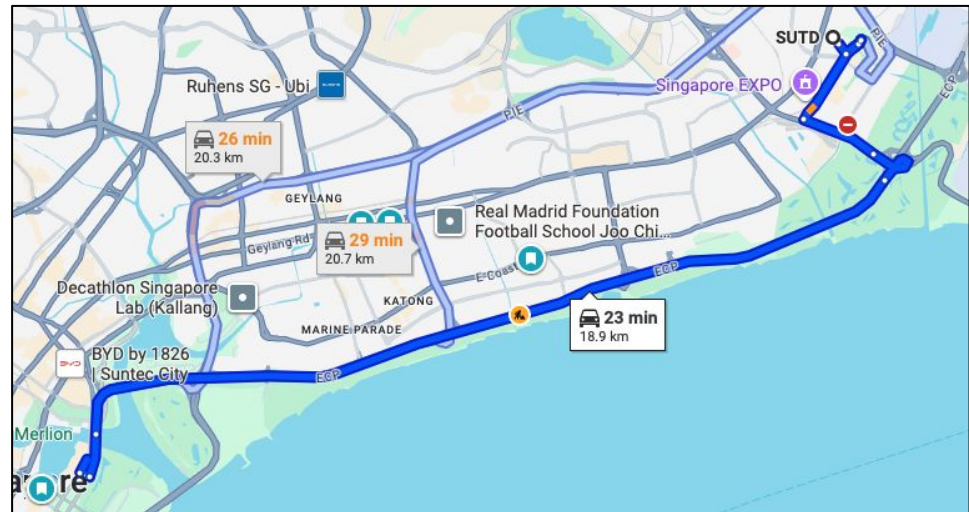 SUTD
PIE
Singapore EXPO
ECP
Ruhens SG - Ubi
PIE
26 min
20.3 km
GEYLANG
Real Madrid Foundation
Football School Joo Chi...
Geylang Rd
29 min
20.7 km
E Coast
ECP
Decathlon Singapore
Lab (Kallang)
KATONG
23 min
18.9 km
MARINE PARADE
BYD
BYD by 1826
| Suntec City
ECP
Merlion
apore